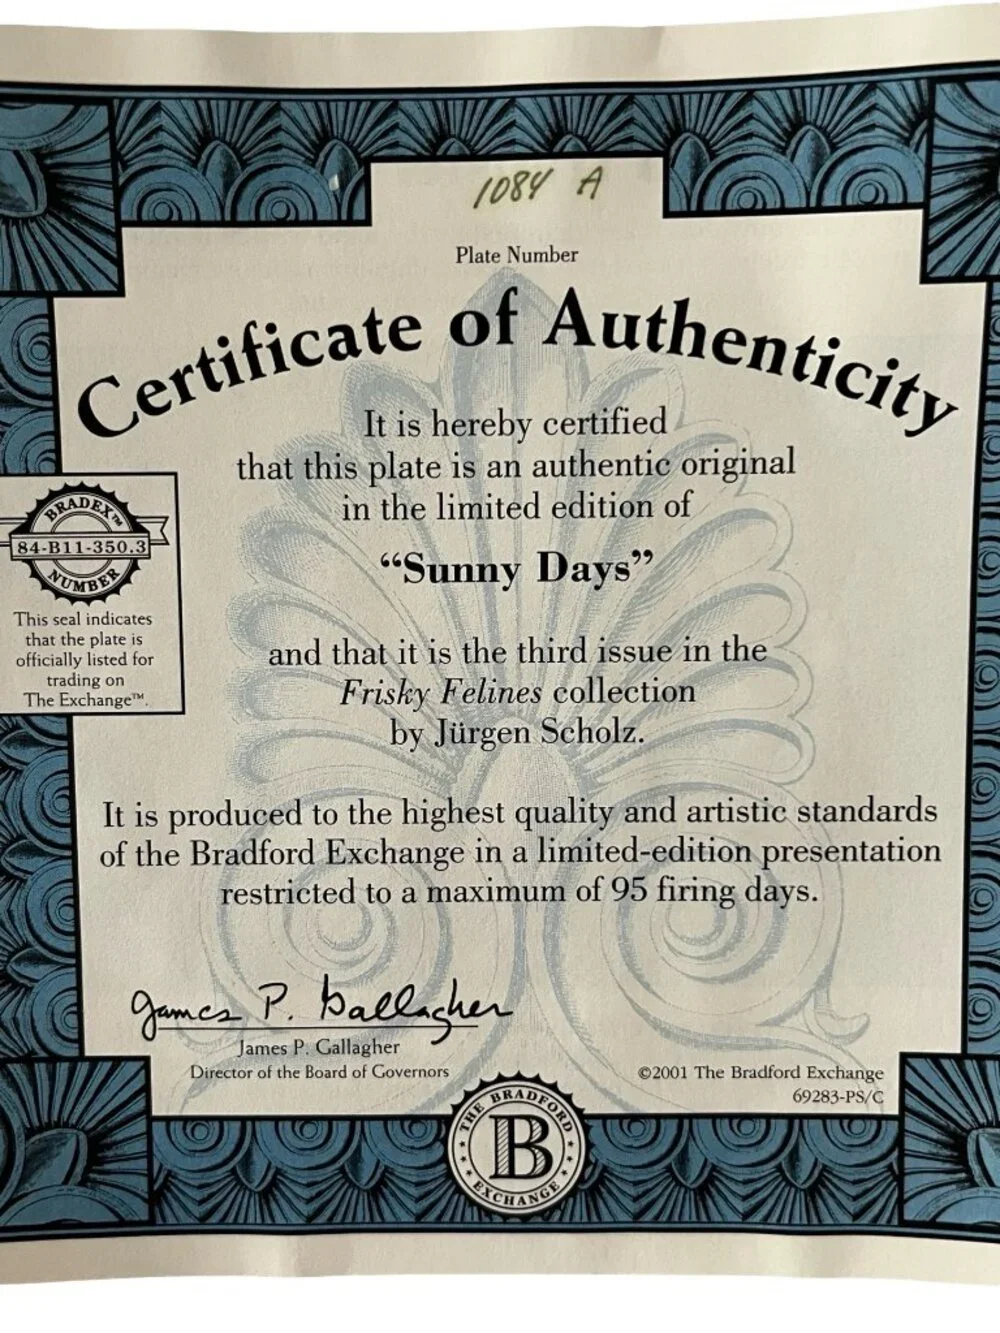 1084 A
Plate Number
Certificate of Authenticity
It is hereby certified
that this plate is an authentic original
in the limited edition of
“Sunny Days”
and that it is the third issue in the
Frisky Felines collection
by Jürgen Scholz.
BRADEX™
84-B11-350.3
NUMBER
This seal indicates
that the plate is
officially listed for
trading on
The Exchange™.
It is produced to the highest quality and artistic standards
of the Bradford Exchange in a limited-edition presentation
restricted to a maximum of 95 firing days.
James P. Gallagher
James P. Gallagher
Director of the Board of Governors
©2001 The Bradford Exchange
69283-PS/C
THE BRADFORD
B
EXCHANGE